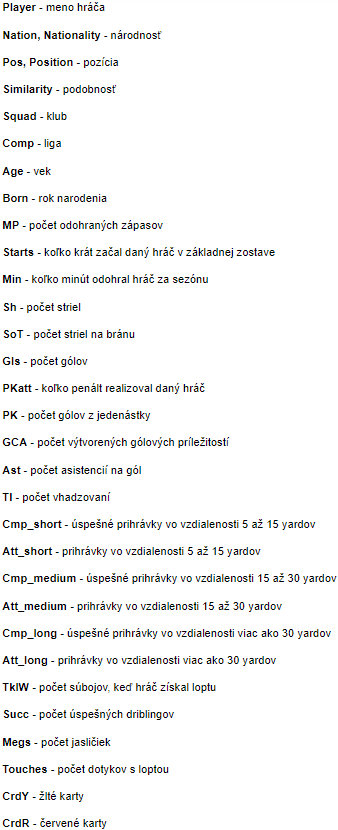 Player - meno hráča
Nation, Nationality - národnosť
Pos, Position - pozícia
Similarity - podobnosť
Squad - klub
Comp - liga
Age - vek
Born - rok narodenia
MP - počet odohraných zápasov
Starts - koľko krát začal daný hráč v základnej zostave
Min - koľko minút odohral hráč za sezónu
Sh - počet striel
SoT - počet striel na bránu
Gls - počet gólov
PKatt - koľko penált realizoval daný hráč
PK - počet gólov z jedenástky
GCA - počet výtvorených gólových príležitostí
Ast - počet asistencií na gól
TI - počet vhadzovaní
Cmp_short - úspešné prihrávky vo vzdialenosti 5 až 15 yardov
Att_short - prihrávky vo vzdialenosti 5 až 15 yardov
Cmp_medium - úspešné prihrávky vo vzdialenosti 15 až 30 yardov
Att_medium - prihrávky vo vzdialenosti 15 až 30 yardov
Cmp_long - úspešné prihrávky vo vzdialenosti viac ako 30 yardov
Att_long - prihrávky vo vzdialenosti viac ako 30 yardov
TklW - počet súbojov, keď hráč získal loptu
Succ - počet úspešných driblingov
Megs - počet jasličiek
Touches - počet dotykov s loptou
CrdY - žlté karty
CrdR - červené karty